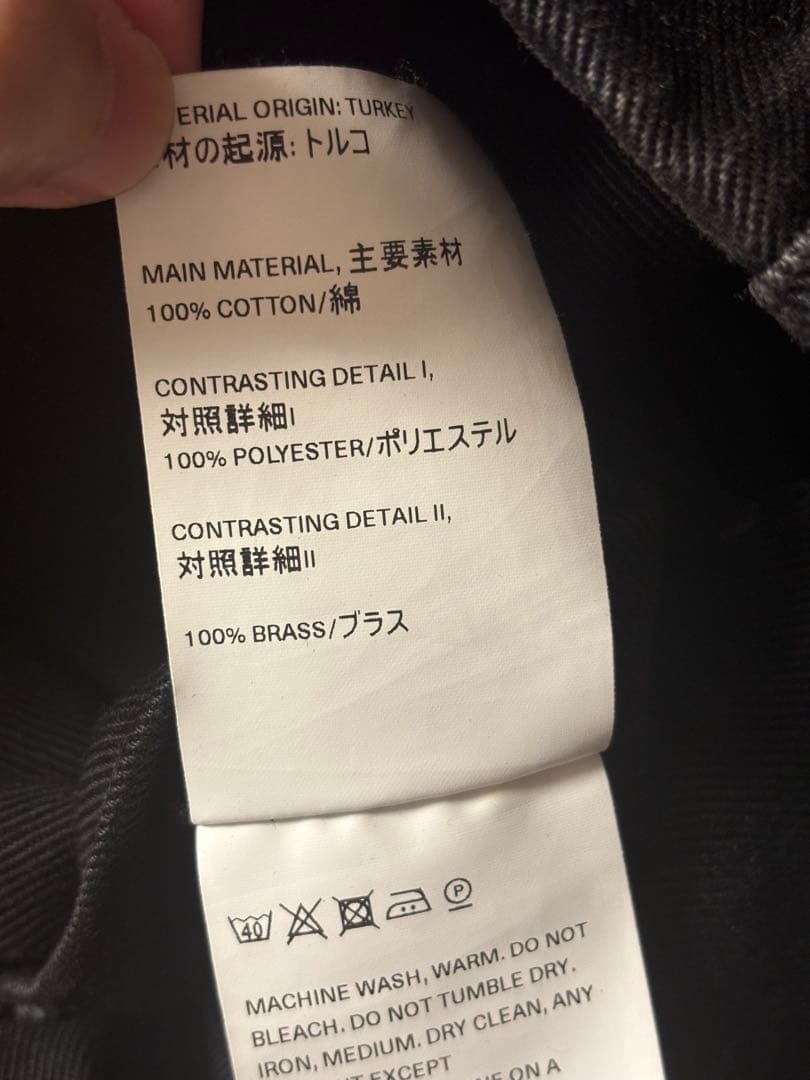 ERIAL ORIGIN: TURKEY
材の起源: トルコ
MAIN MATERIAL, 主要素材
100% COTTON/綿
CONTRASTING DETAIL I,
対照詳細I
100% POLYESTER/ポリエステル
CONTRASTING DETAIL II,
対照詳細II
100% BRASS/ブラス
40 P
MACHINE WASH, WARM. DO NOT
BLEACH. DO NOT TUMBLE DRY.
IRON, MEDIUM. DRY CLEAN, ANY
EXCEPT
ON A